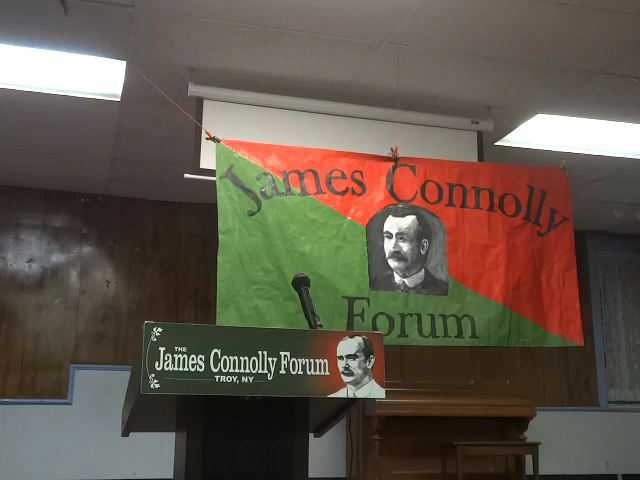 James Connolly
Forum
THE
James Connolly Forum
TROY, NY